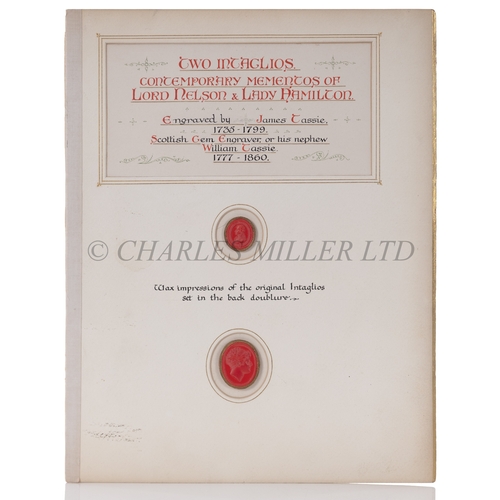 TWO INTAGLIOS.
CONTEMPORARY MEMENTOS OF
LORD NELSON & LADY HAMILTON.
Engraved by James Tassie,
1735-1799.
Scottish Gem Engraver, or his nephew
William Tassie
1777-1860.
© CHARLES MILLER LTD
Wax impressions of the original Intaglios
set in the back doublure.